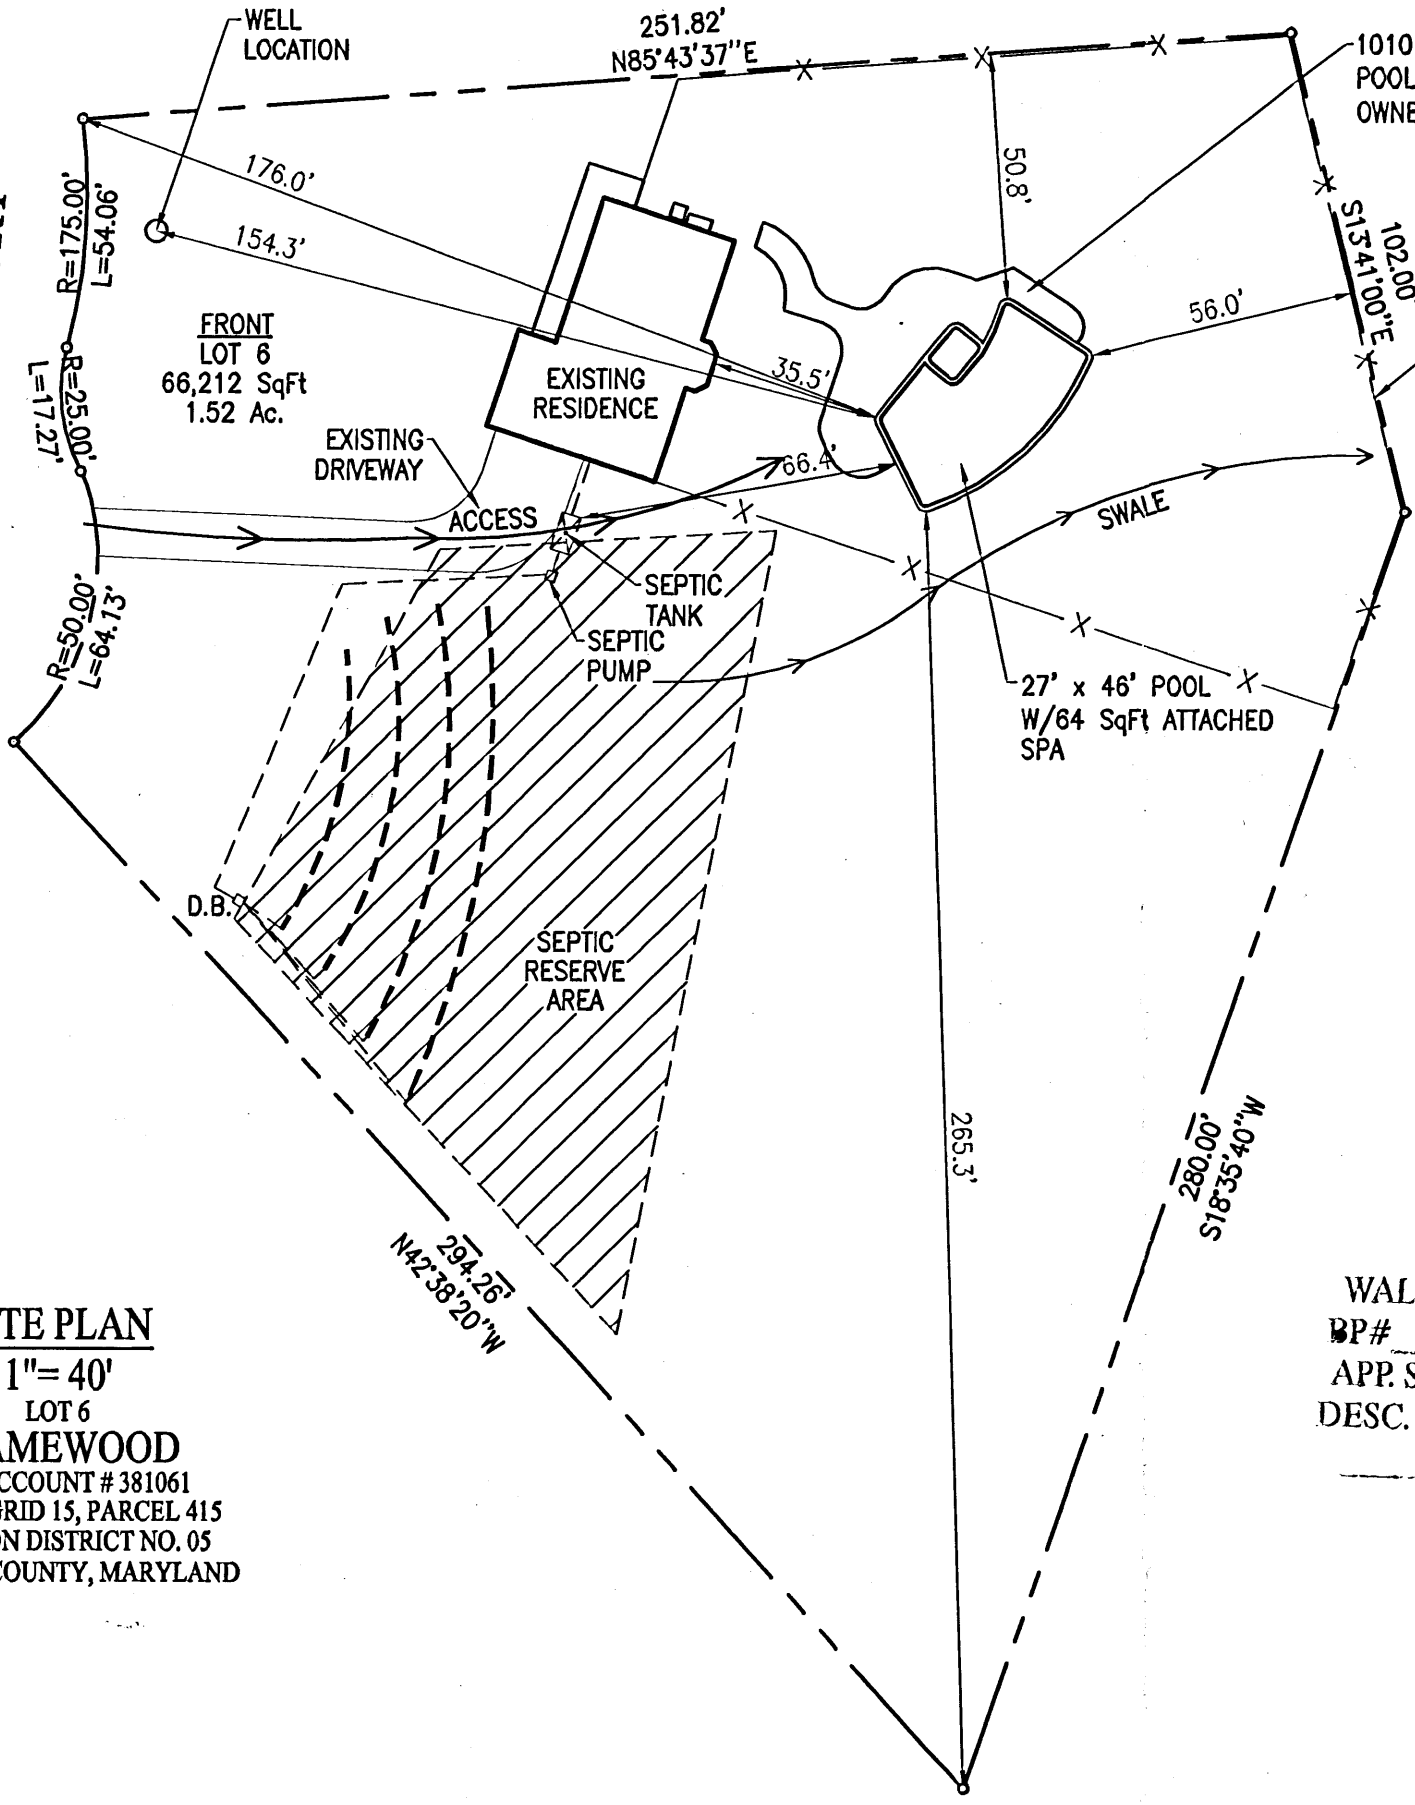 WELL
LOCATION
251.82'
N85°43'37"E
1010
POOL
OWNE
176.0'
50.8'
R=175.00'
L=54.06'
154.3'
102.00'
S13°41'00"E
56.0'
FRONT
LOT 6
66,212 SqFt
1.52 Ac.
R=25.00'
L=17.27'
35.5'
EXISTING
RESIDENCE
EXISTING
DRIVEWAY
66.4'
ACCESS
SWALE
SEPTIC
TANK
SEPTIC
PUMP
R=50.00'
L=64.13'
27' x 46' POOL
W/64 SqFt ATTACHED
SPA
D.B.
SEPTIC
RESERVE
AREA
265.3'
280.00'
S18°35'40"W
294.26'
N42°38'20"W
TE PLAN
1"= 40'
LOT 6
AMEWOOD
CCOUNT # 381061
GRID 15, PARCEL 415
ON DISTRICT NO. 05
COUNTY, MARYLAND
WAL
BP#
APP. S
DESC.